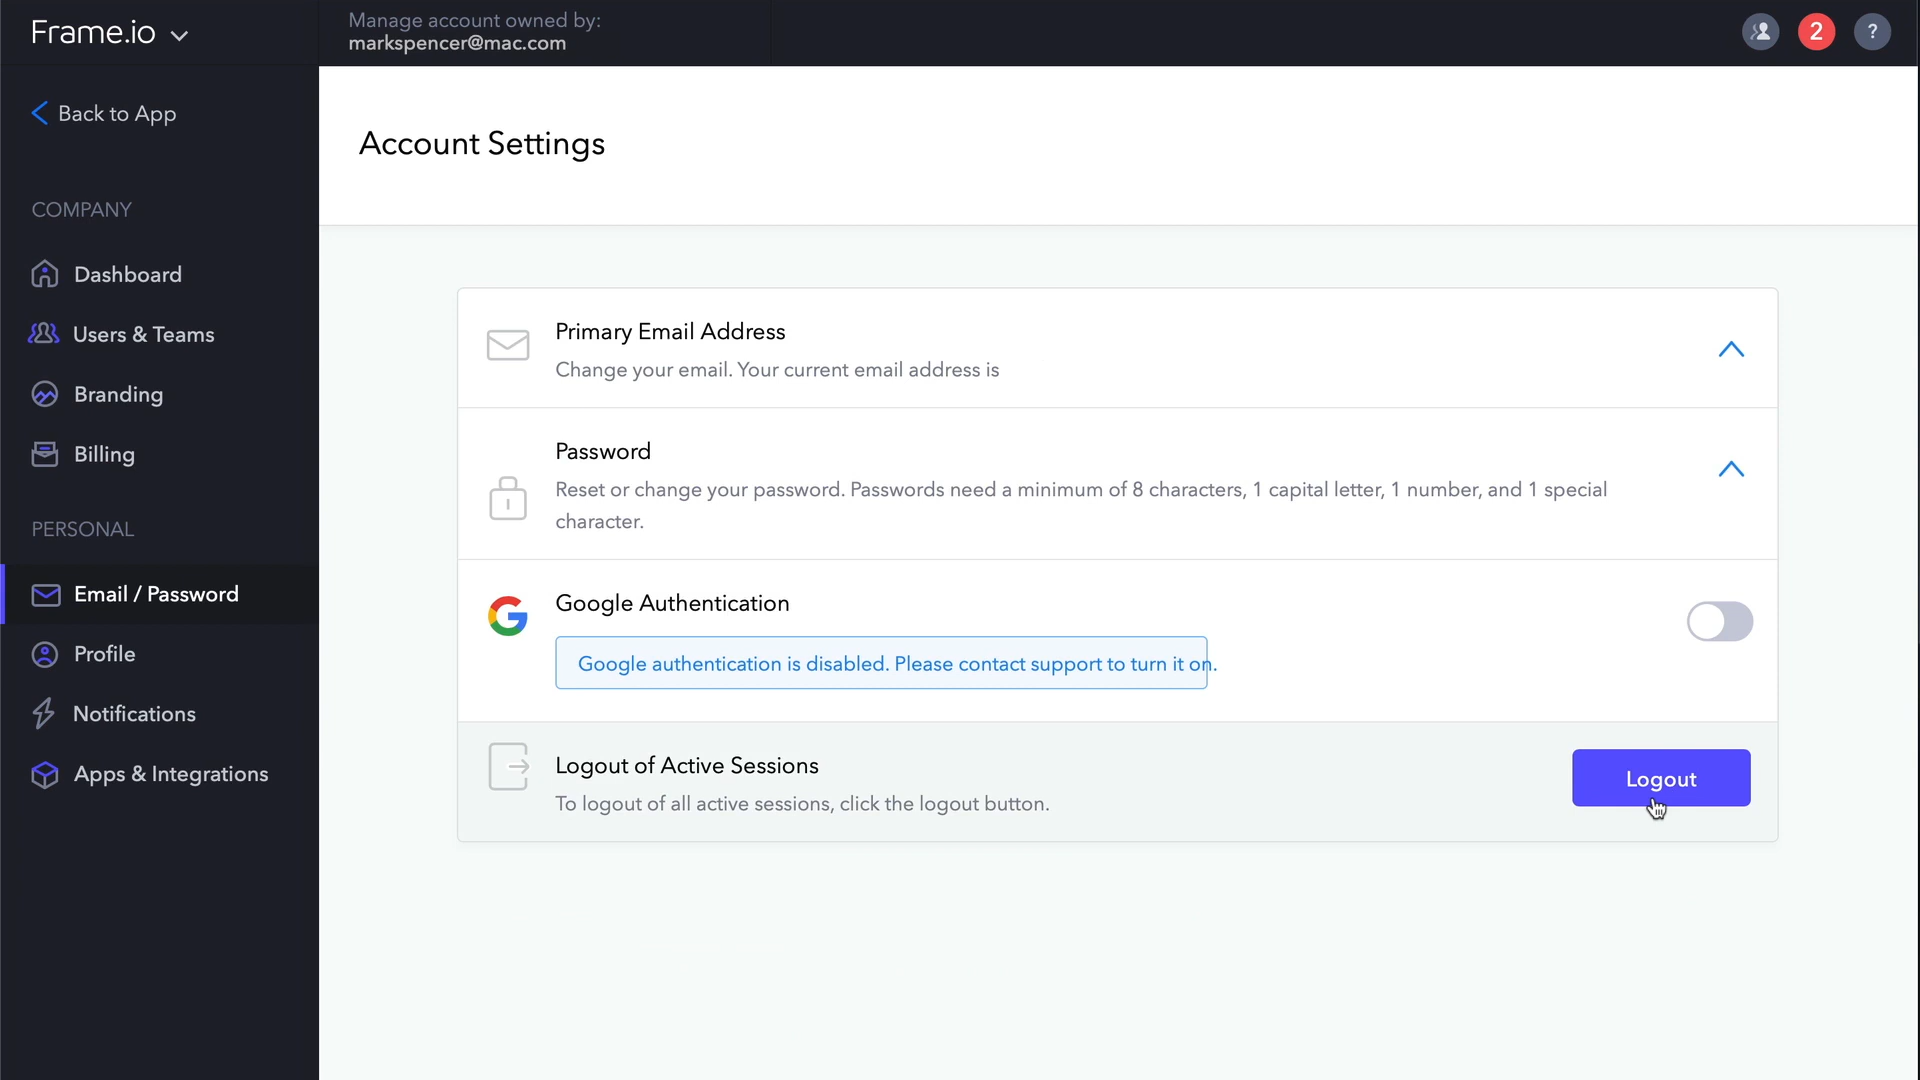 Frame.io
Manage account owned by:
markspencer@mac.com
2
?
Back to App
Account Settings
COMPANY
Dashboard
Users & Teams
Branding
Billing
PERSONAL
Email / Password
Profile
Notifications
Apps & Integrations
Primary Email Address
Change your email. Your current email address is
Password
Reset or change your password. Passwords need a minimum of 8 characters, 1 capital letter, 1 number, and 1 special
character.
Google Authentication
Google authentication is disabled. Please contact support to turn it on.
Logout of Active Sessions
To logout of all active sessions, click the logout button.
Logout